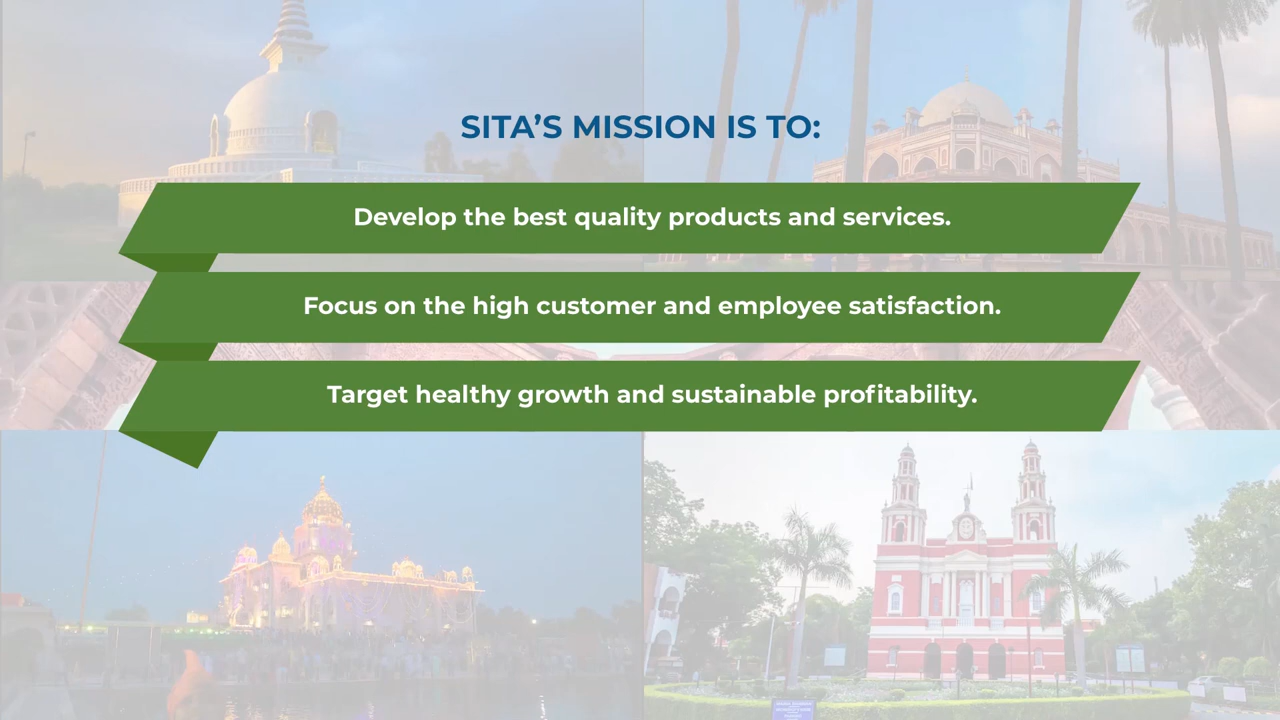 SITA’S MISSION IS TO:
Develop the best quality products and services.
Focus on the high customer and employee satisfaction.
Target healthy growth and sustainable profitability.